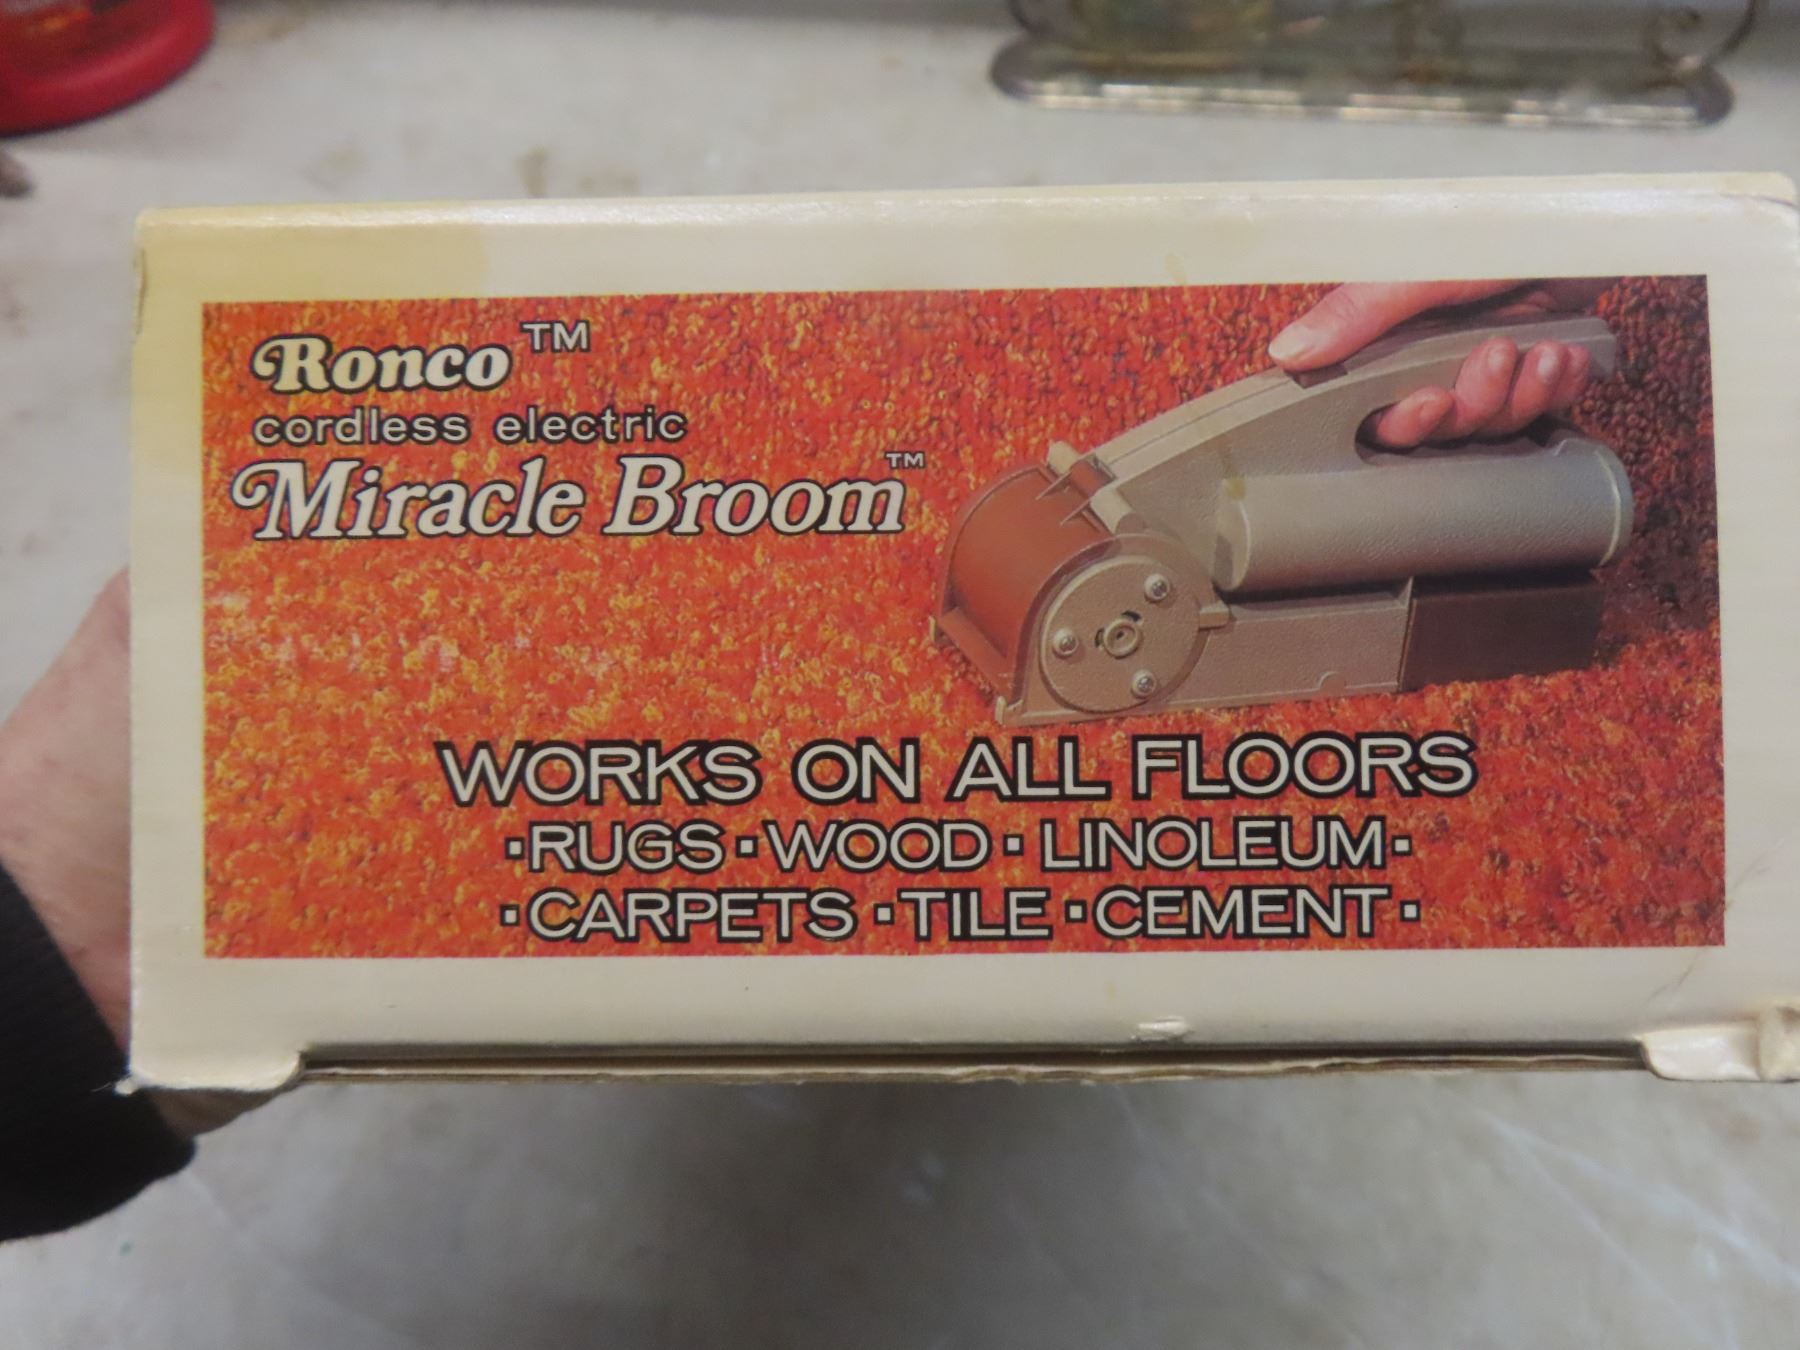 Ronco™
cordless electric
Miracle Broom™
WORKS ON ALL FLOORS
▪RUGS▪WOOD▪LINOLEUM▪
▪CARPETS▪TILE▪CEMENT▪